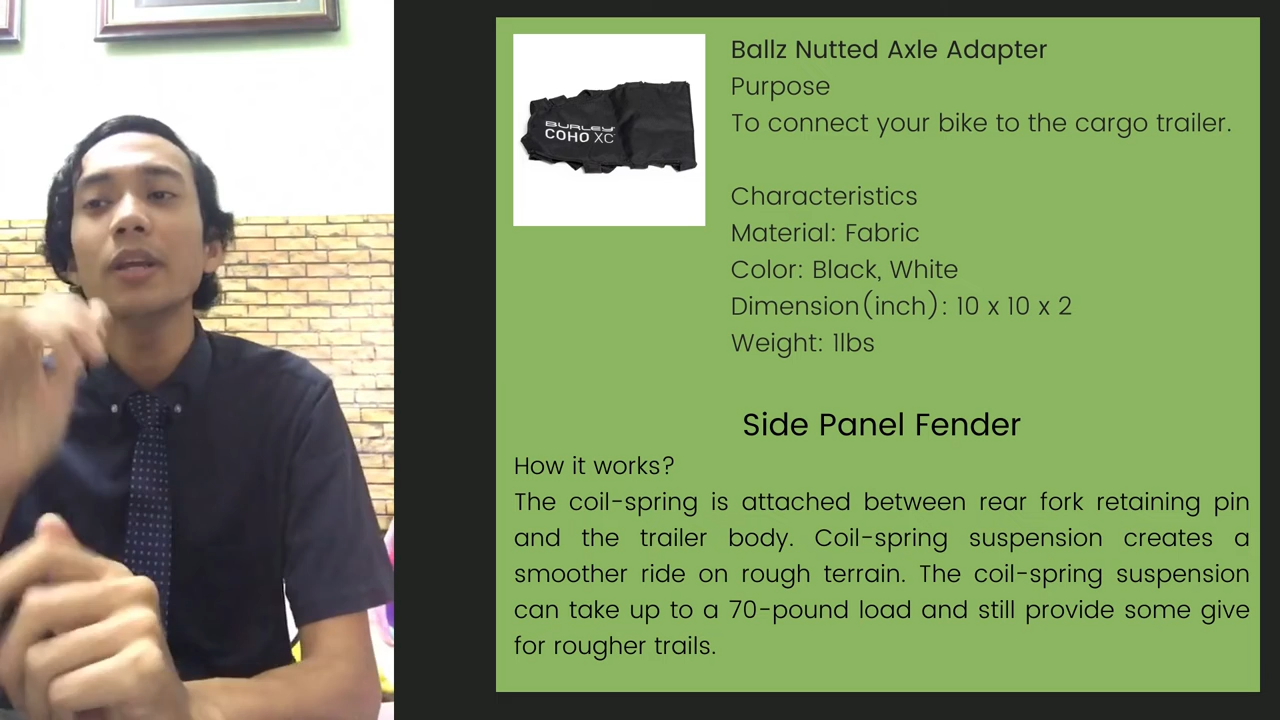 BURLEY
COHO XC
Ballz Nutted Axle Adapter
Purpose
To connect your bike to the cargo trailer.
Characteristics
Material: Fabric
Color: Black, White
Dimension(inch): 10 x 10 x 2
Weight: 1lbs
Side Panel Fender
How it works?
The coil-spring is attached between rear fork retaining pin
and the trailer body. Coil-spring suspension creates a
smoother ride on rough terrain. The coil-spring suspension
can take up to a 70-pound load and still provide some give
for rougher trails.